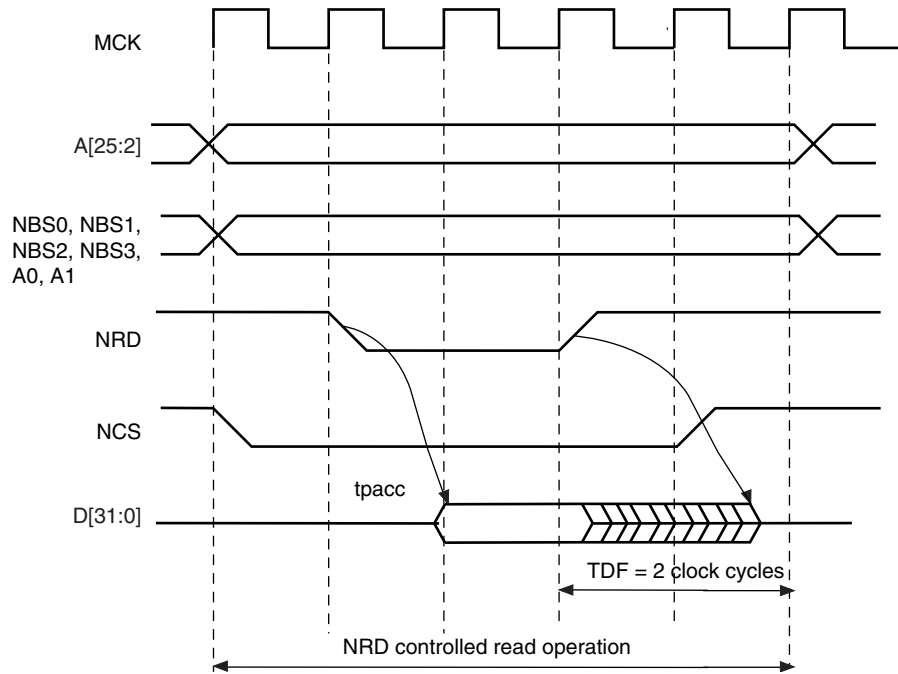 MCK
A[25:2]
NBS0, NBS1,
NBS2, NBS3,
A0, A1
NRD
NCS
tpacc
D[31:0]
TDF = 2 clock cycles
NRD controlled read operation